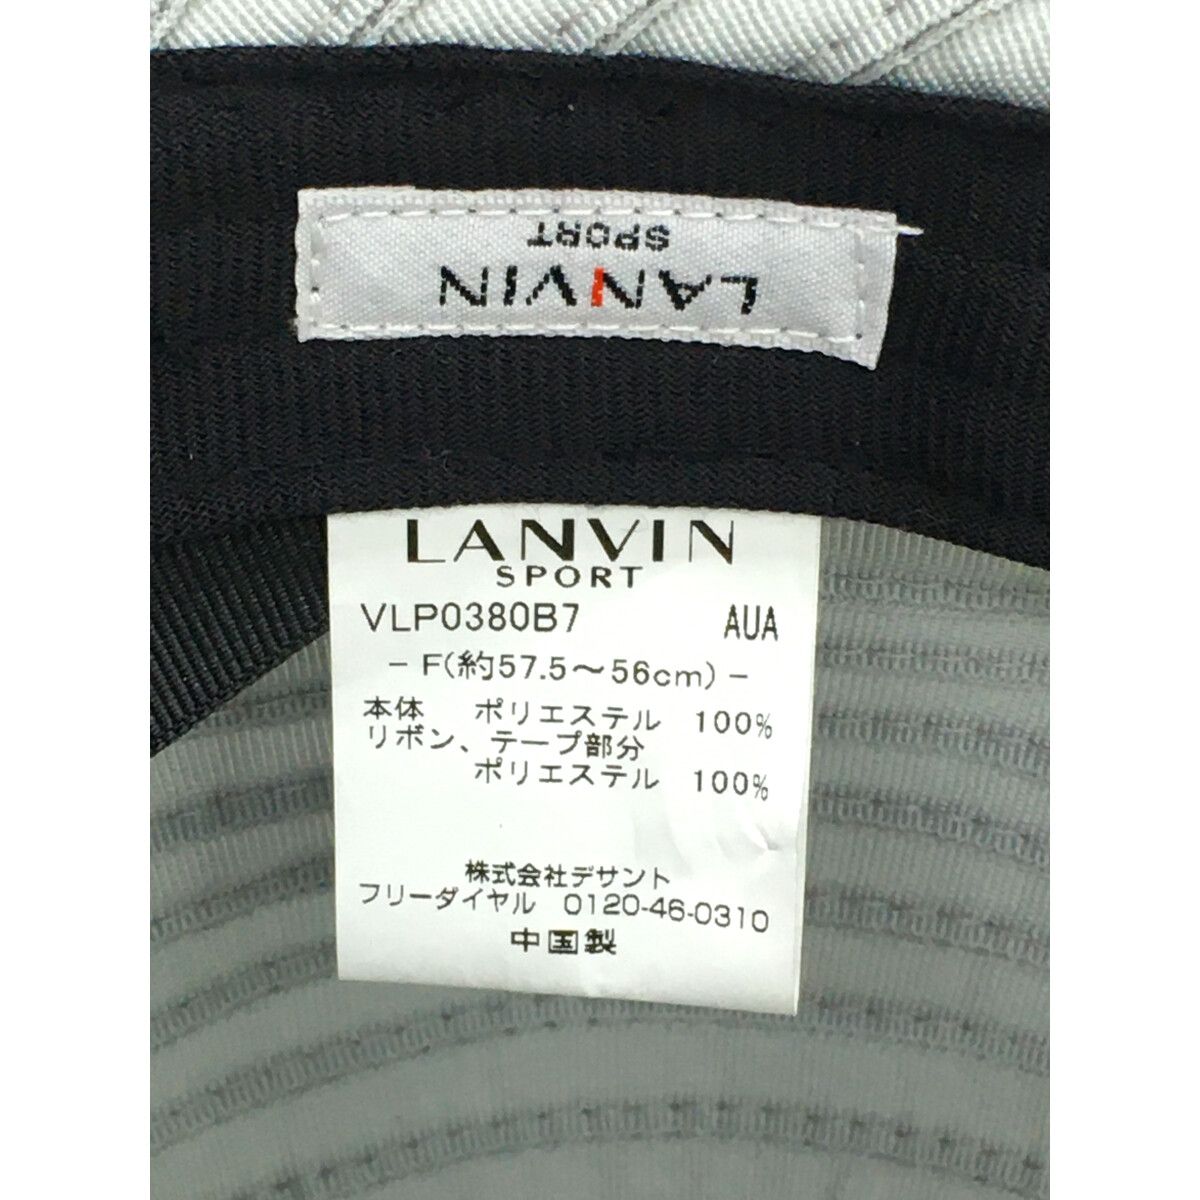 LANVIN
SPORT
LANVIN
SPORT
VLP0380B7 AUA
- F(約57.5～56cm) -
本体 ポリエステル 100%
リボン、テープ部分
ポリエステル 100%
株式会社デサント
フリーダイヤル 0120-46-0310
中国製